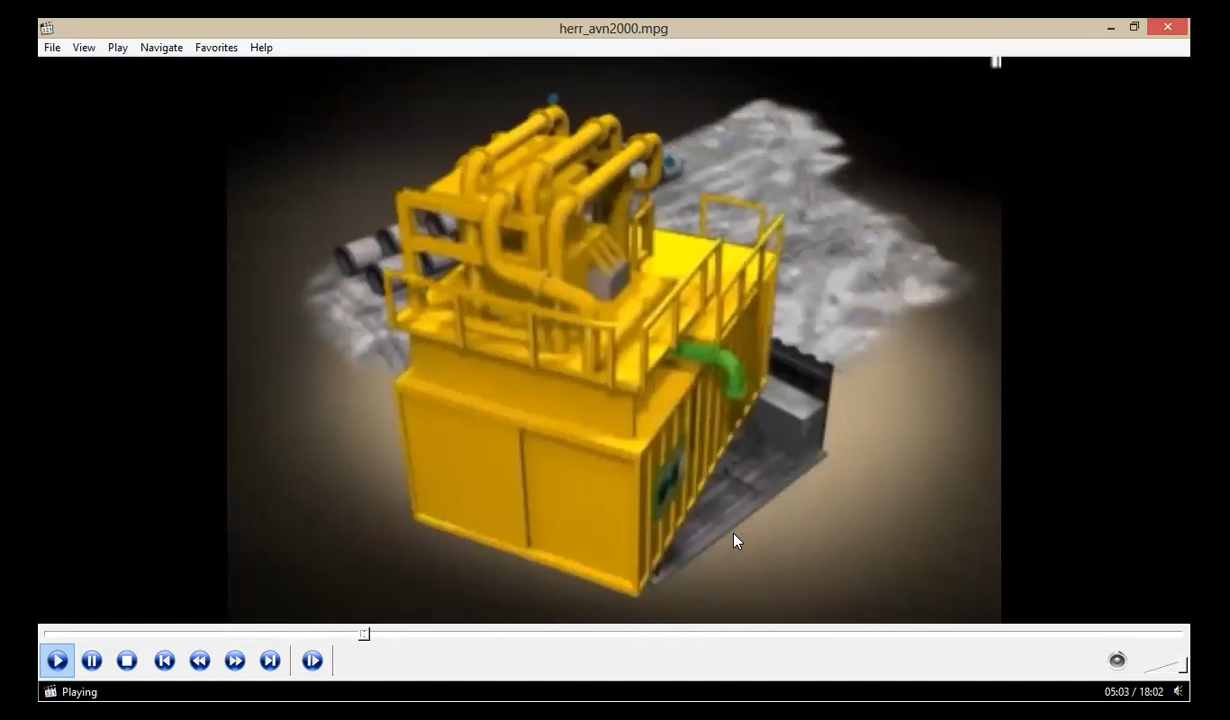 herr_avn2000.mpg
File View Play Navigate Favorites Help
Playing
05:03 / 18:02